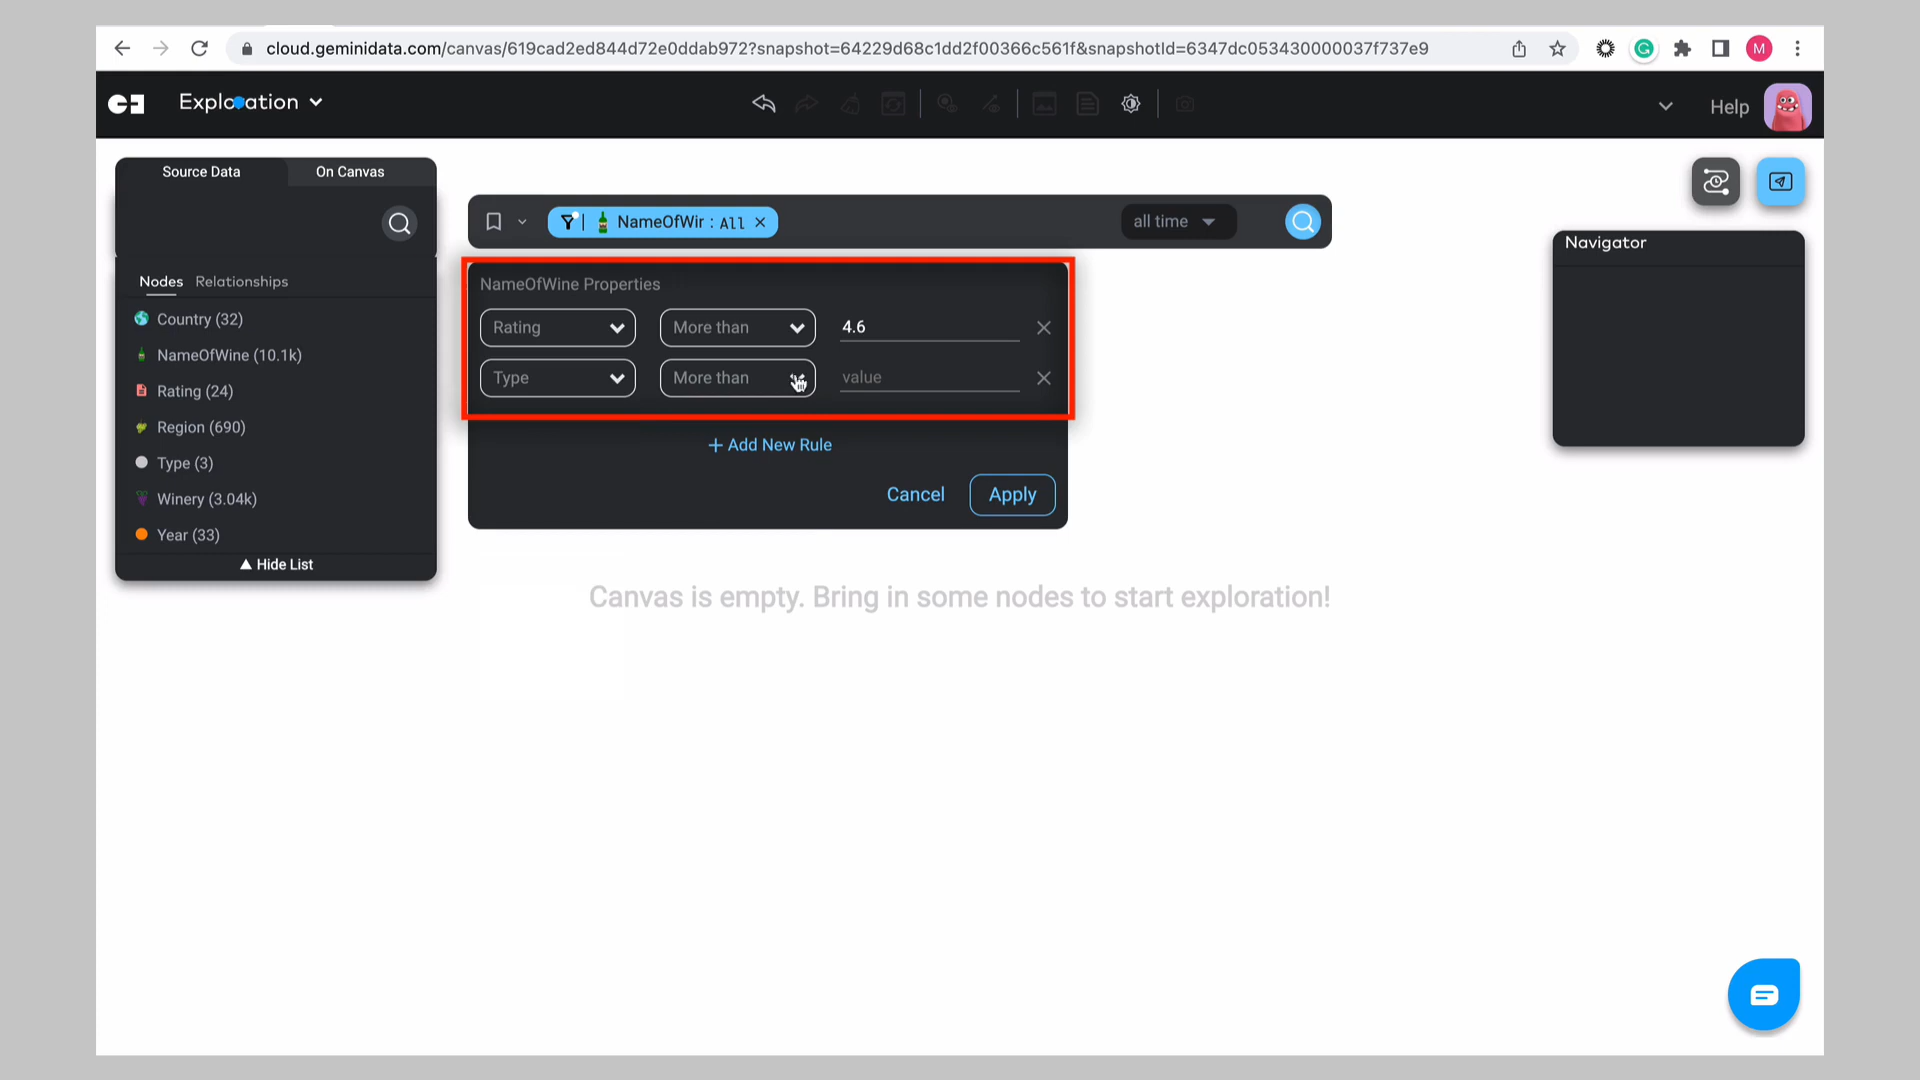 cloud.geminidata.com/canvas/619cad2ed844d72e0ddab972?snapshot=64229d68c1dd2f00366c561f&snapshotId=6347dc053430000037f737e9
M
Exploration
Help
Source Data
On Canvas
NameOfWir : All
all time
Navigator
Nodes
Relationships
NameOfWine Properties
Country (32)
Rating
More than
4.6
NameOfWine (10.1k)
Type
More than
value
Rating (24)
Region (690)
+ Add New Rule
Type (3)
Winery (3.04k)
Cancel
Apply
Year (33)
Hide List
Canvas is empty. Bring in some nodes to start exploration!